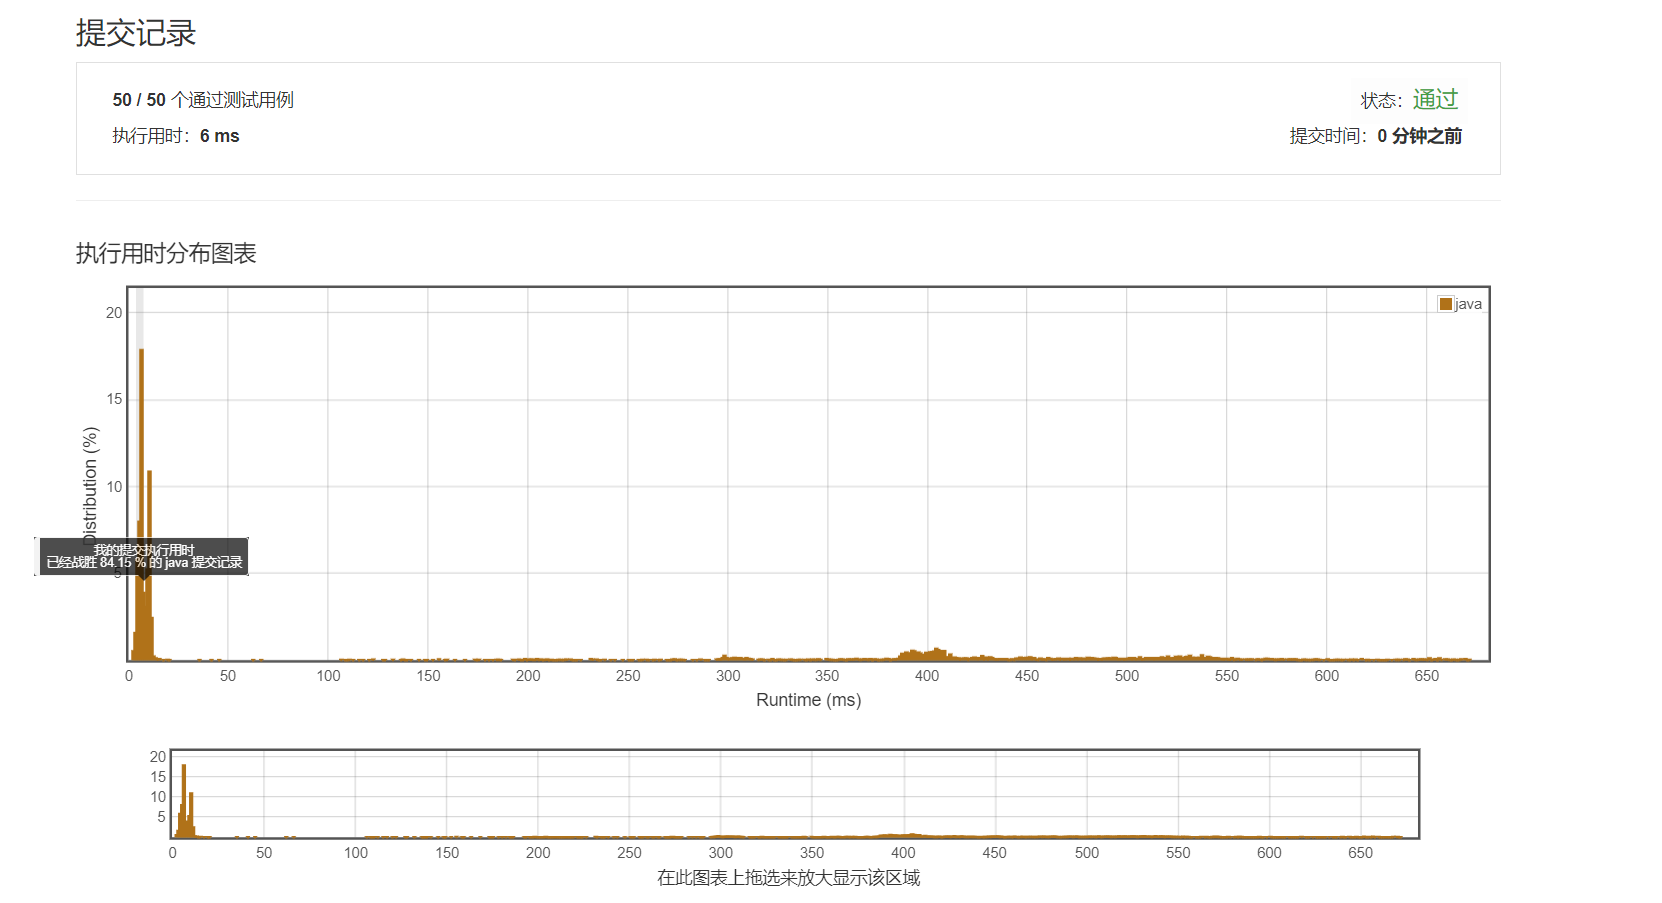 提交记录
50 / 50 个通过测试用例
状态：通过
执行用时：6 ms
提交时间：0 分钟之前
执行用时分布图表
java
20
15
10
5
Distribution (%)
我的提交执行用时
已经战胜 84.15 % 的 java 提交记录
0 50 100 150 200 250 300 350 400 450 500 550 600 650
Runtime (ms)
20
15
10
5
0 50 100 150 200 250 300 350 400 450 500 550 600 650
在此图表上拖选来放大显示该区域